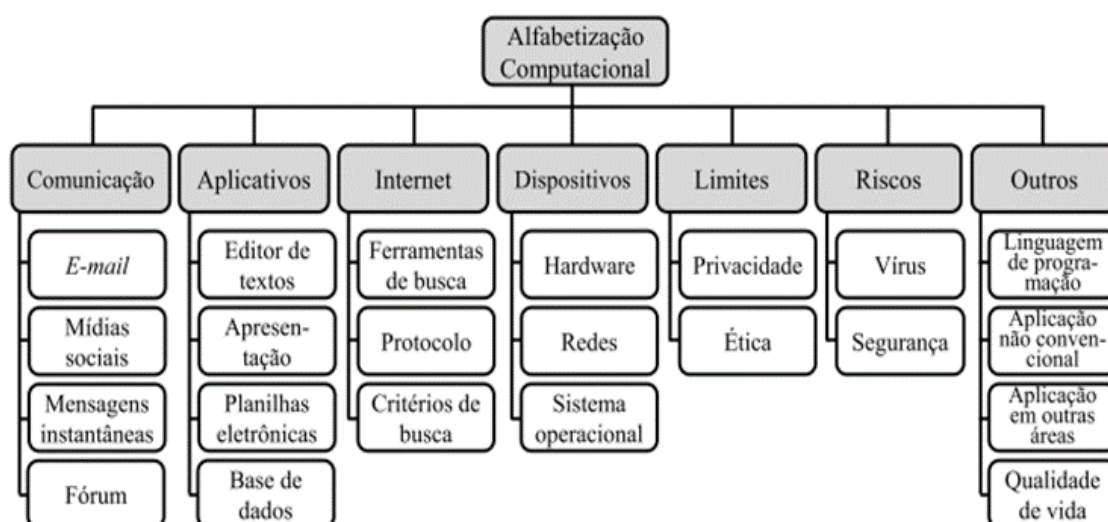 Alfabetização
Computacional
Comunicação
E-mail
Mídias
sociais
Mensagens
instantâneas
Fórum
Aplicativos
Editor de
textos
Apresen-
tação
Planilhas
eletrônicas
Base de
dados
Internet
Ferramentas
de busca
Protocolo
Critérios de
busca
Dispositivos
Hardware
Redes
Sistema
operacional
Limites
Privacidade
Ética
Riscos
Vírus
Segurança
Outros
Linguagem
de progra-
mação
Aplicação
não conven-
cional
Aplicação
em outras
áreas
Qualidade
de vida